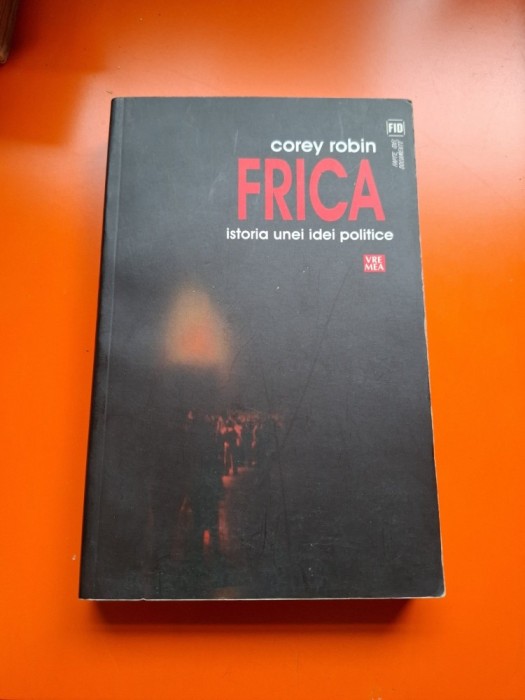 FID
corey robin
FRICA
istoria unei idei politice
VRE
MEA